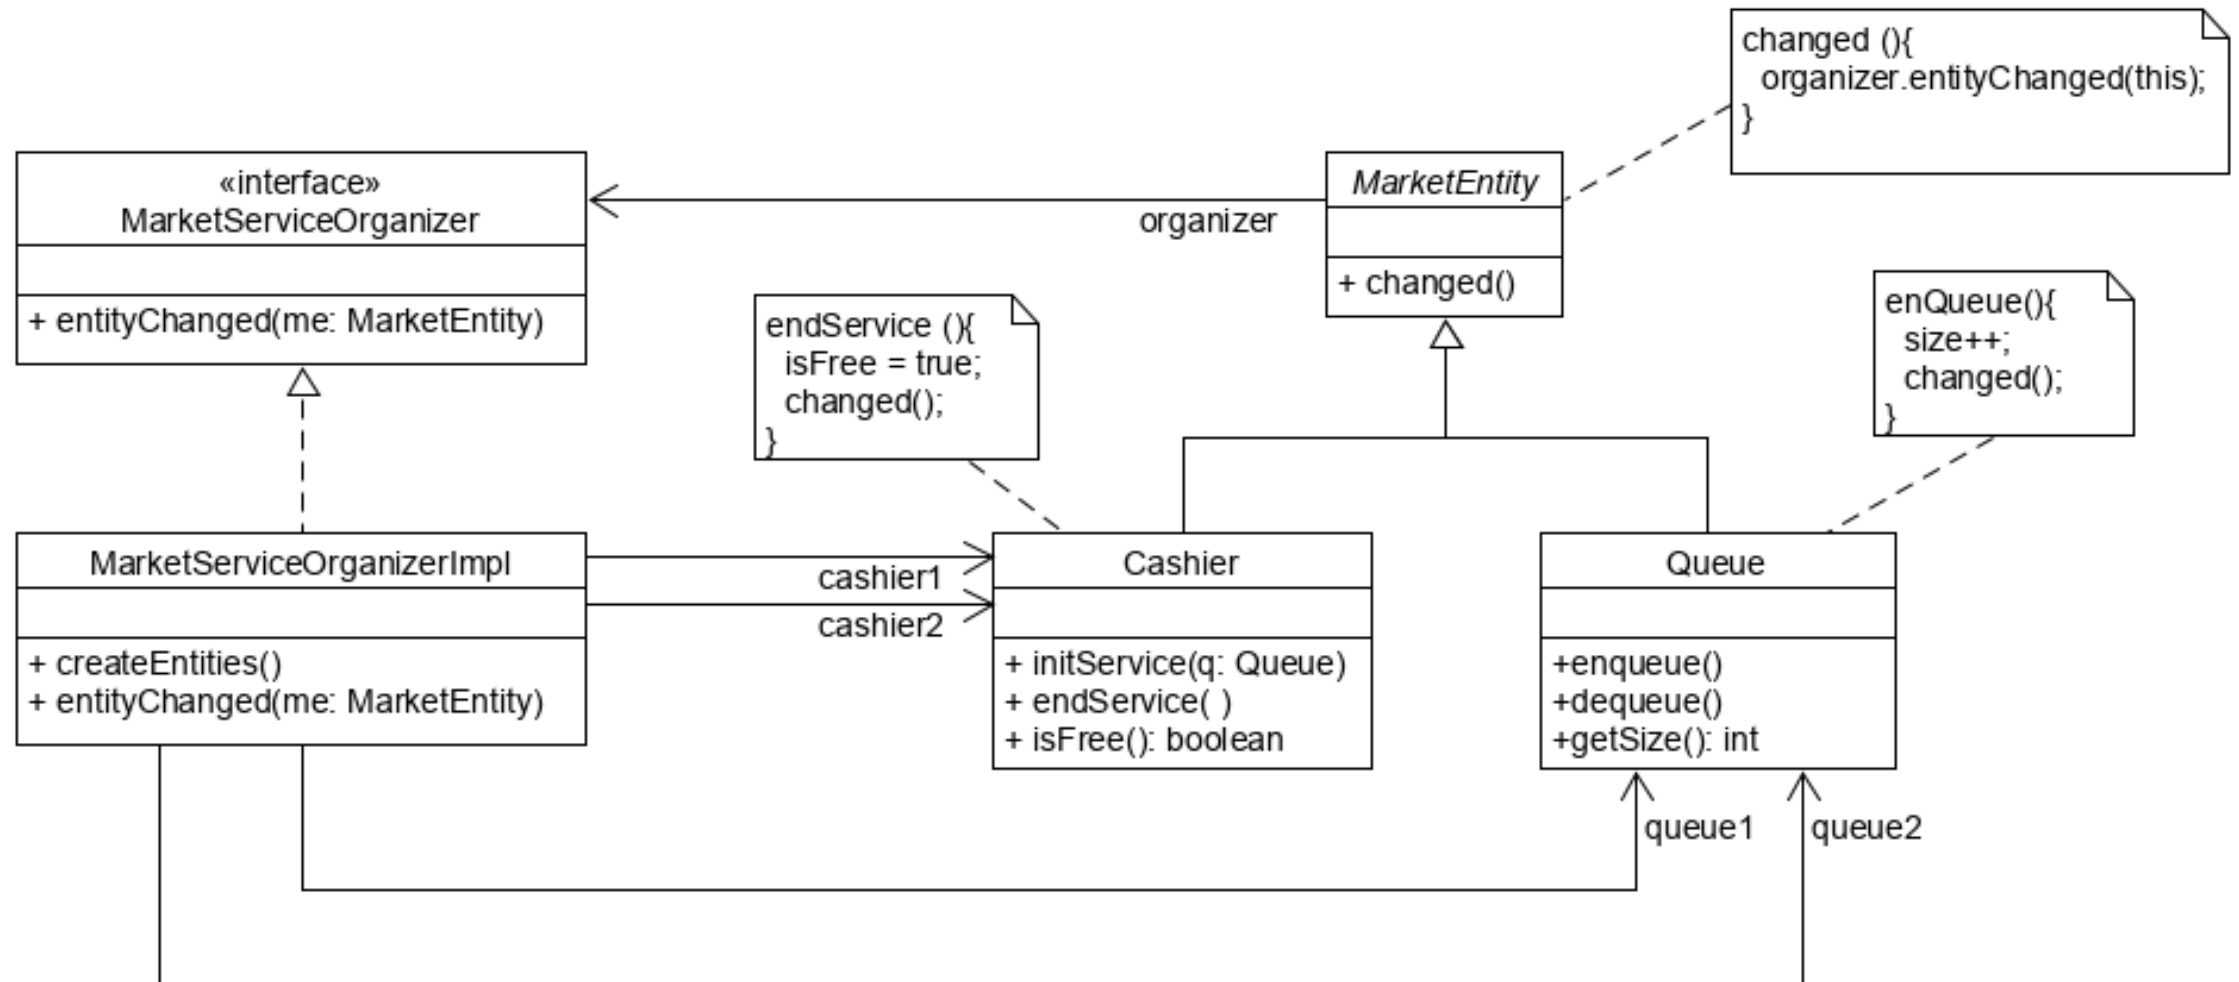 changed (){
organizer.entityChanged(this);
}
«interface»
MarketServiceOrganizer
+ entityChanged(me: MarketEntity)
organizer
MarketEntity
+ changed()
endService (){
isFree = true;
changed();
}
enQueue(){
size++;
changed();
}
MarketServiceOrganizerImpl
+ createEntities()
+ entityChanged(me: MarketEntity)
cashier1
cashier2
Cashier
+ initService(q: Queue)
+ endService( )
+ isFree(): boolean
Queue
+enqueue()
+dequeue()
+getSize(): int
queue1
queue2